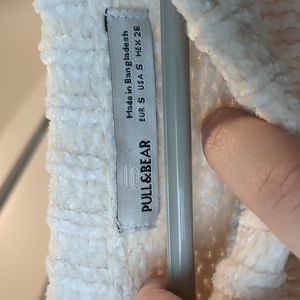 PULL&BEAR
EUR S USA S MEX 26
Made in Bangladesh